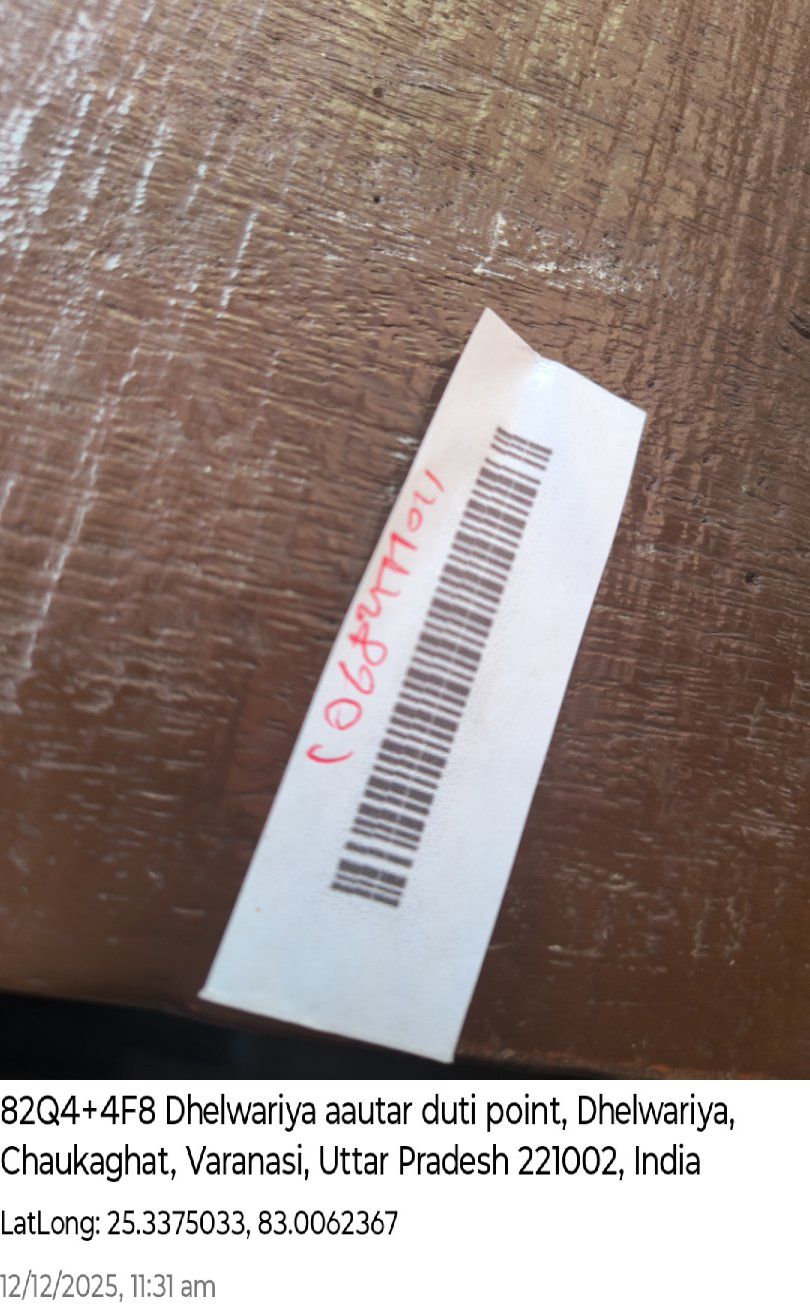 82Q4+4F8 Dhelwariya aautar duti point, Dhelwariya,
Chaukaghat, Varanasi, Uttar Pradesh 221002, India
LatLong: 25.3375033, 83.0062367
12/12/2025, 11:31 am